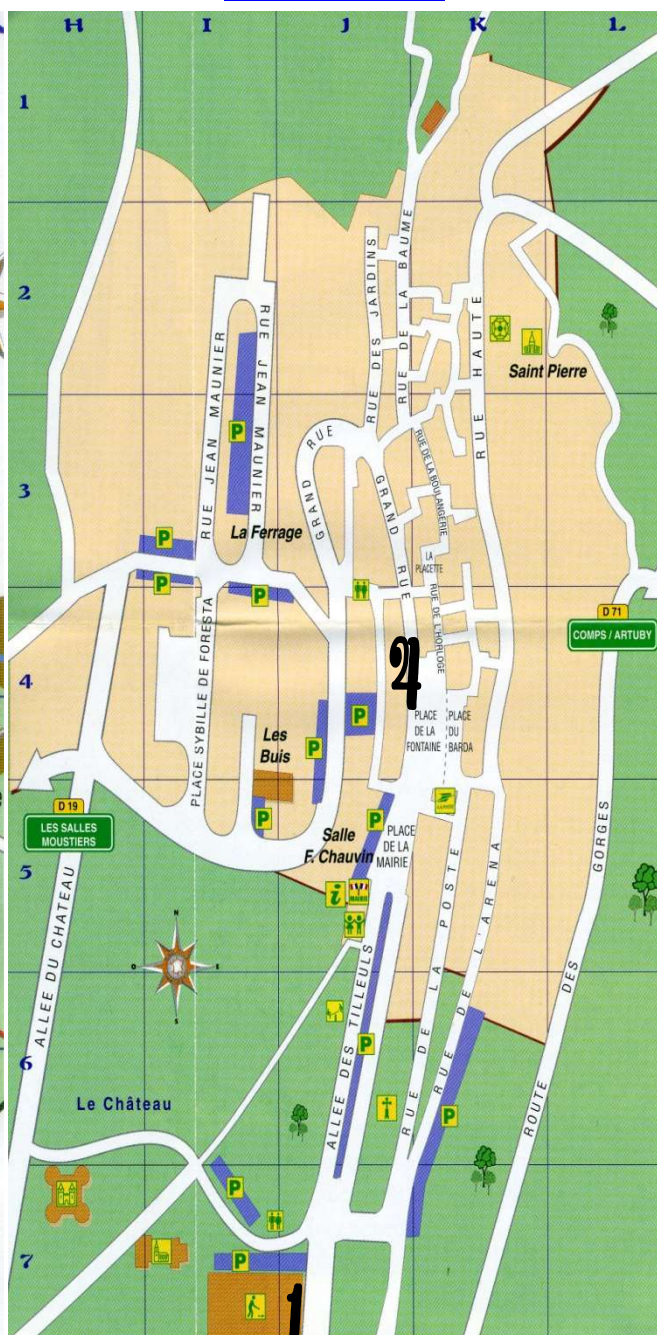 H I J K L
1
2
RUE DES JARDINS
RUE DE LA BAUME
RUE HAUTE
RUE JEAN MAUNIER
RUE JEAN MAUNIER
Saint Pierre
P
3
GRAND RUE
GRAND RUE
RUE DE LA BOULANGERIE
La Ferrage
P
LA
PLACETTE
P
P
RUE DE L'HORLOGE
D 71
COMPS / ARTUBY
4
24
PLACE SYBILLE DE FORESTA
P
PLACE
DE LA
FONTAINE
PLACE
DU
BARDA
Les
Buis
P
D 19
LES SALLES
MOUSTIERS
P
P
LA POSTE
Salle
F. Chauvin
PLACE
DE LA
MAIRIE
5
i
MAIRIE
ALLEE DU CHATEAU
RUE DE LA POSTE
RUE DE L'ARENA
ROUTE DES GORGES
N
O E
S
ALLEE DES TILLEULS
P
6
Le Château
P
P
7
P
1